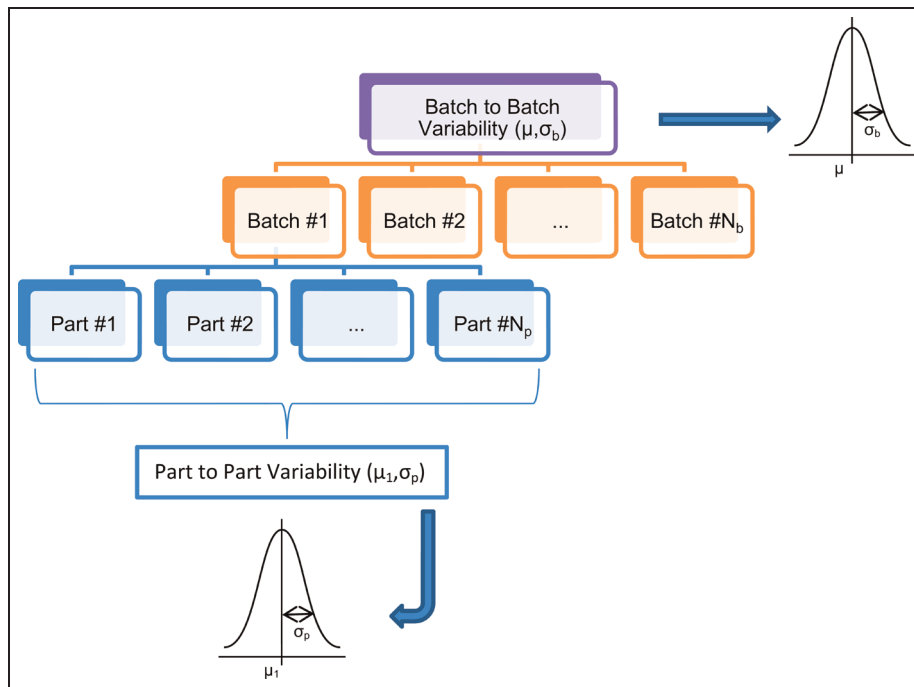 Batch to Batch
Variability (μ,σb)
σb
μ
Batch #1
Batch #2
...
Batch #Nb
Part #1
Part #2
...
Part #Np
Part to Part Variability (μ1,σp)
σp
μ1